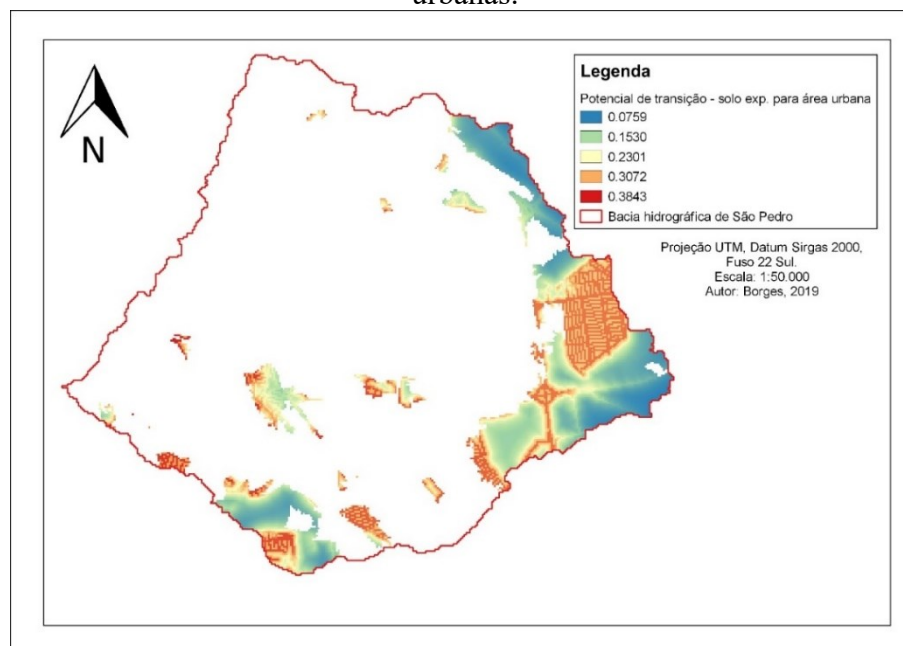 urbanas.
N
Legenda
Potencial de transição - solo exp. para área urbana
0.0759
0.1530
0.2301
0.3072
0.3843
Bacia hidrográfica de São Pedro
Projeção UTM, Datum Sirgas 2000,
Fuso 22 Sul.
Escala: 1:50.000
Autor: Borges, 2019